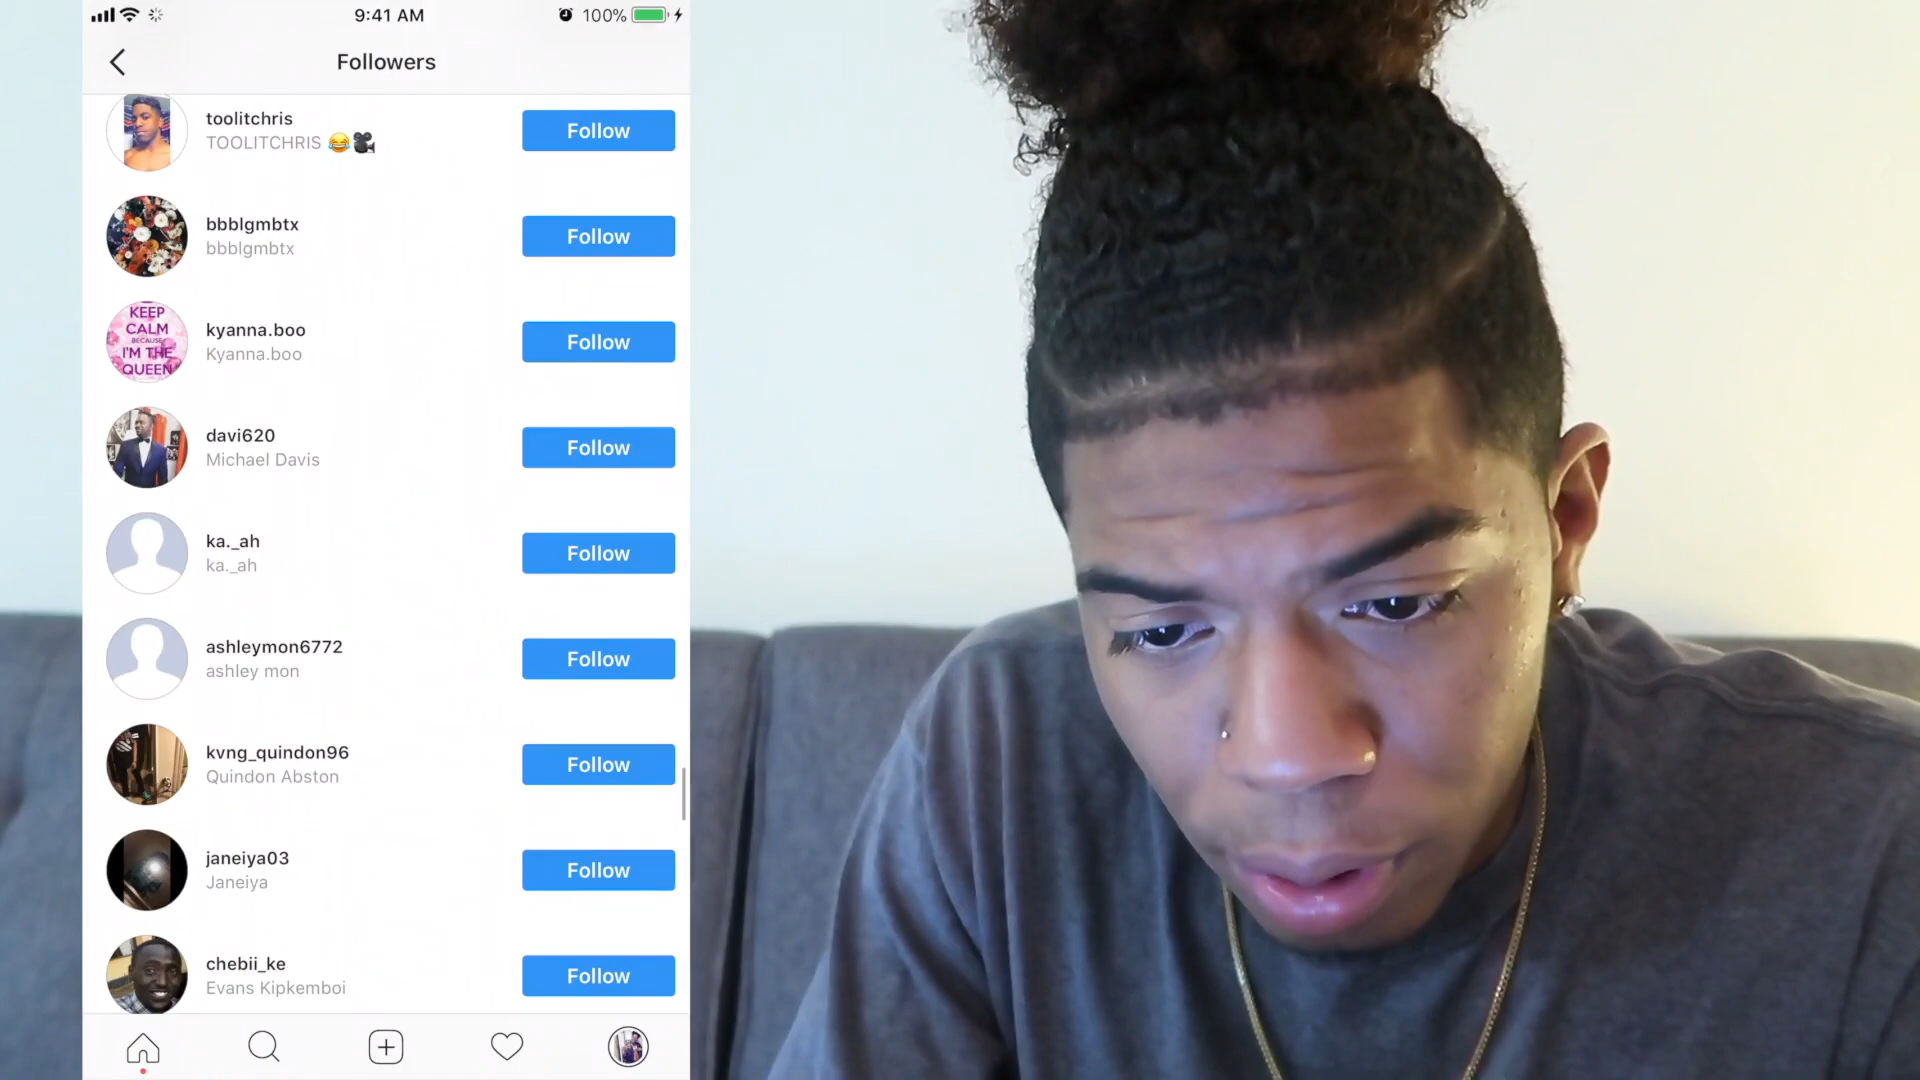 9:41 AM
100%
Followers
toolitchris
TOOLITCHRIS 😂🎥
Follow
bbblgmbtx
bbblgmbtx
Follow
KEEP
CALM
BECAUSE
I'M THE
QUEEN
kyanna.boo
Kyanna.boo
Follow
davi620
Michael Davis
Follow
ka._ah
ka._ah
Follow
ashleymon6772
ashley mon
Follow
kvng_quindon96
Quindon Abston
Follow
janeiya03
Janeiya
Follow
chebii_ke
Evans Kipkemboi
Follow